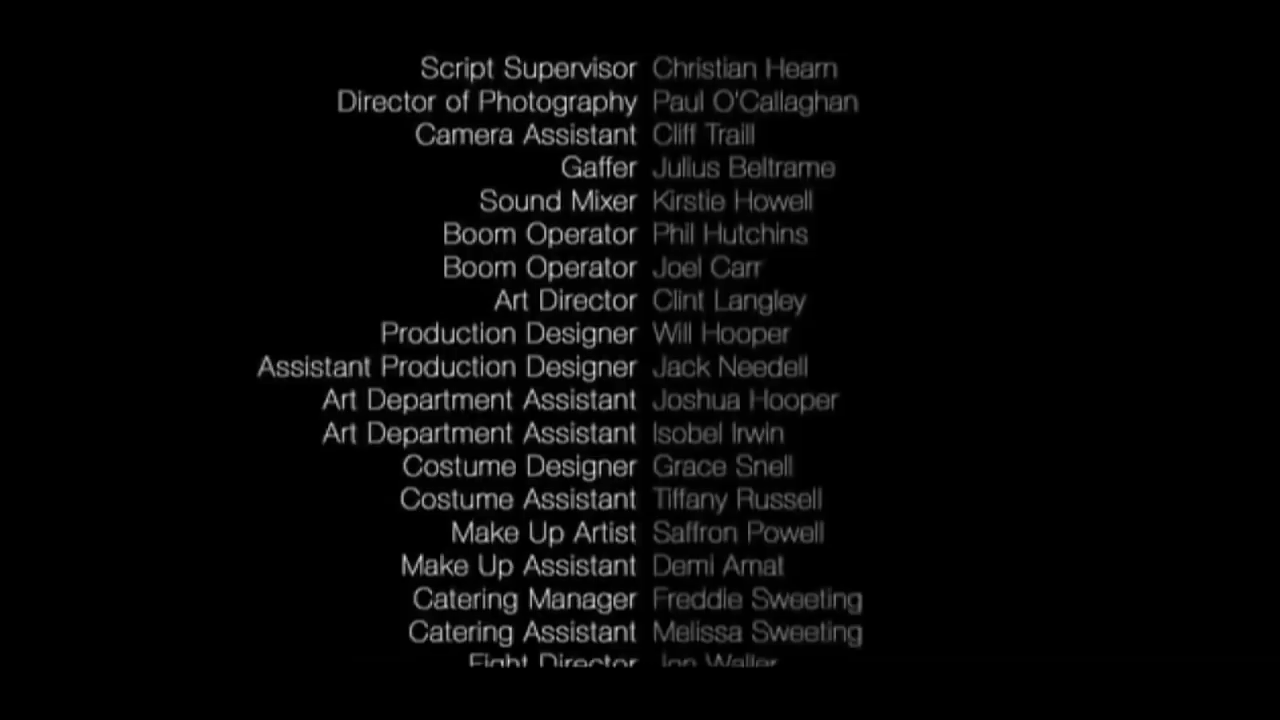 Script Supervisor Christian Hearn
Director of Photography Paul O'Callaghan
Camera Assistant Cliff Traill
Gaffer Julius Beltrame
Sound Mixer Kirstie Howell
Boom Operator Phil Hutchins
Boom Operator Joel Carr
Art Director Clint Langley
Production Designer Will Hooper
Assistant Production Designer Jack Needell
Art Department Assistant Joshua Hooper
Art Department Assistant Isobel Irwin
Costume Designer Grace Snell
Costume Assistant Tiffany Russell
Make Up Artist Saffron Powell
Make Up Assistant Demi Amat
Catering Manager Freddie Sweeting
Catering Assistant Melissa Sweeting
Fight Director Jon Waller